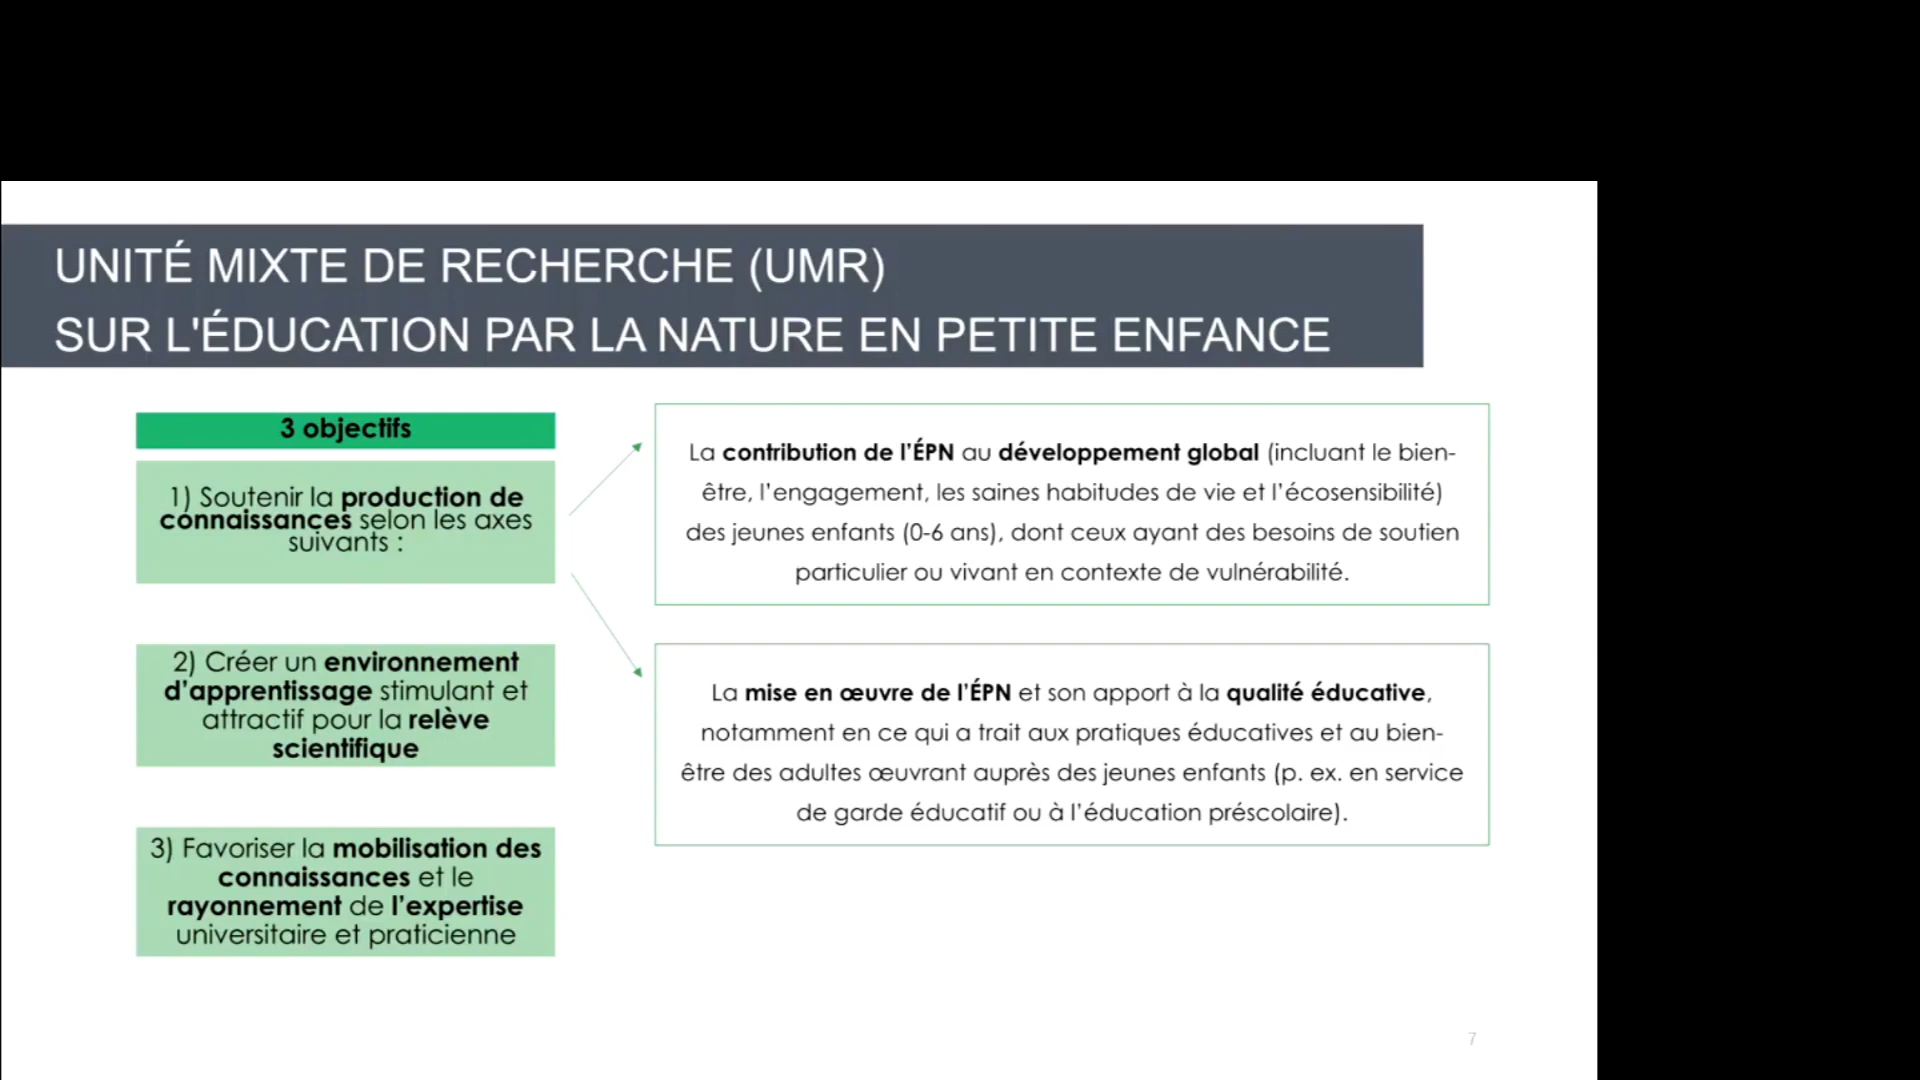 UNITÉ MIXTE DE RECHERCHE (UMR)
SUR L'ÉDUCATION PAR LA NATURE EN PETITE ENFANCE
3 objectifs
1) Soutenir la production de
connaissances selon les axes
suivants :
La contribution de l’ÉPN au développement global (incluant le bien-
être, l’engagement, les saines habitudes de vie et l’écosensibilité)
des jeunes enfants (0-6 ans), dont ceux ayant des besoins de soutien
particulier ou vivant en contexte de vulnérabilité.
La mise en œuvre de l’ÉPN et son apport à la qualité éducative,
notamment en ce qui a trait aux pratiques éducatives et au bien-
être des adultes œuvrant auprès des jeunes enfants (p. ex. en service
de garde éducatif ou à l’éducation préscolaire).
2) Créer un environnement
d’apprentissage stimulant et
attractif pour la relève
scientifique
3) Favoriser la mobilisation des
connaissances et le
rayonnement de l’expertise
universitaire et praticienne
7